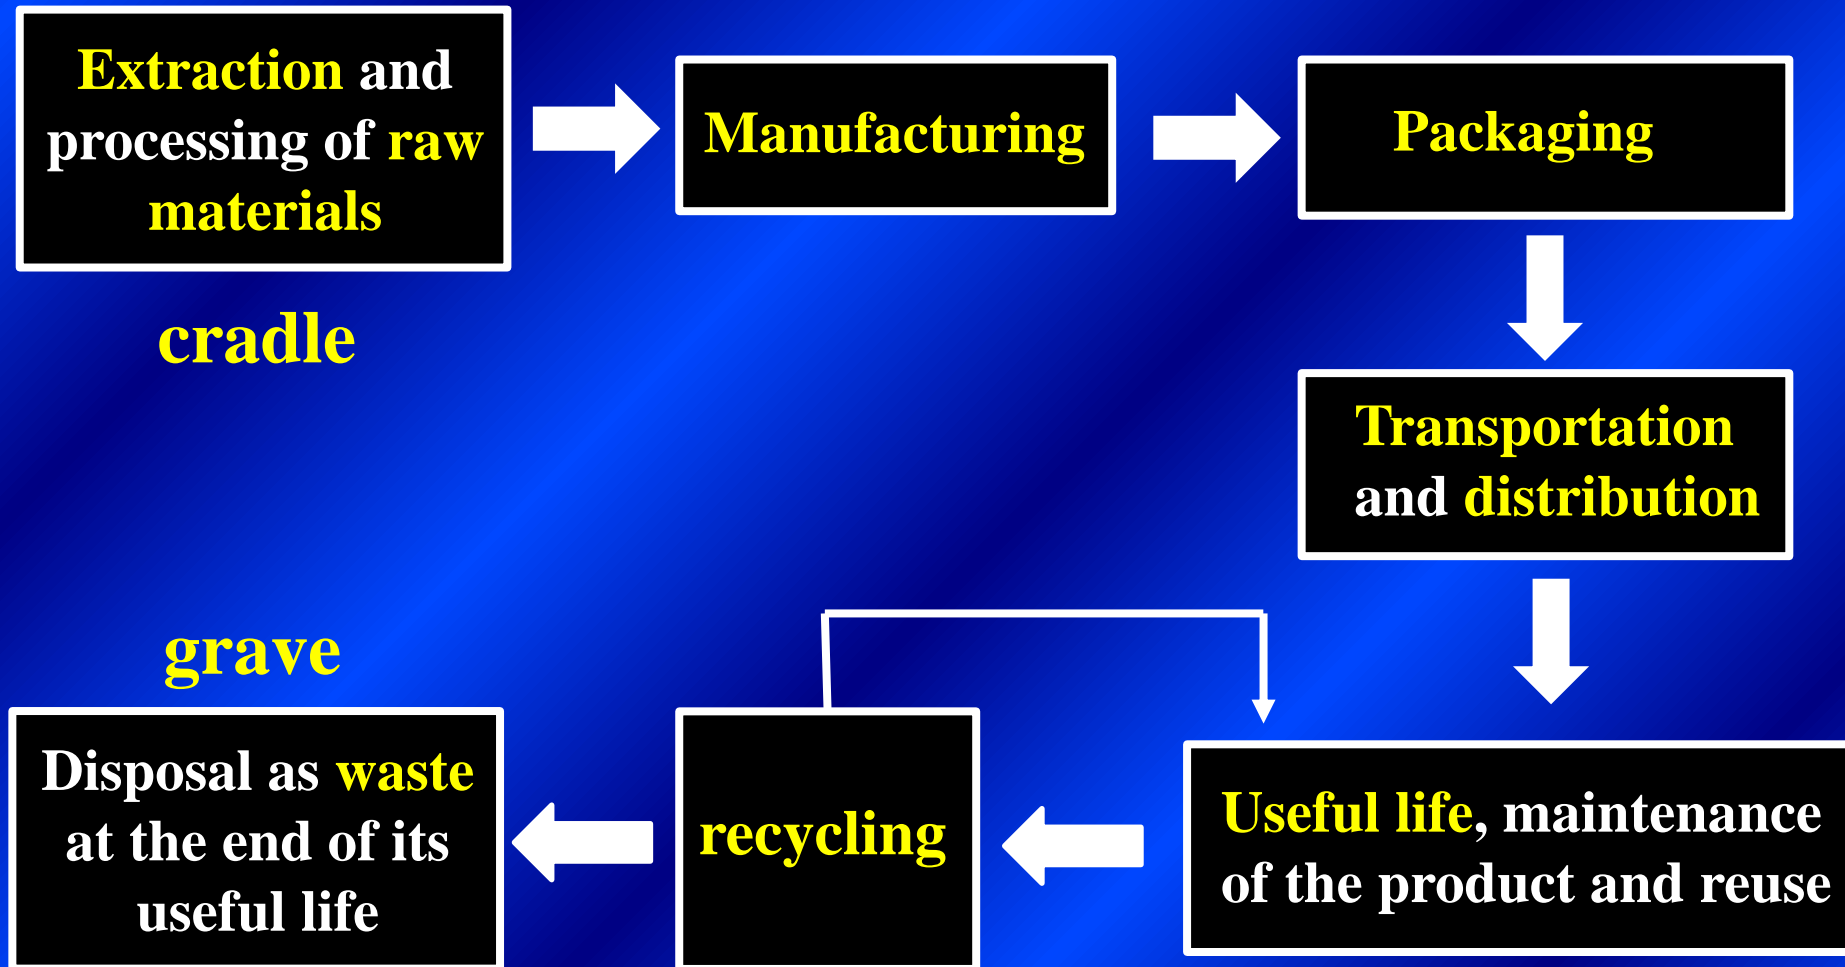 Extraction and
processing of raw
materials
Manufacturing
Packaging
cradle
Transportation
and distribution
grave
Disposal as waste
at the end of its
useful life
recycling
Useful life, maintenance
of the product and reuse